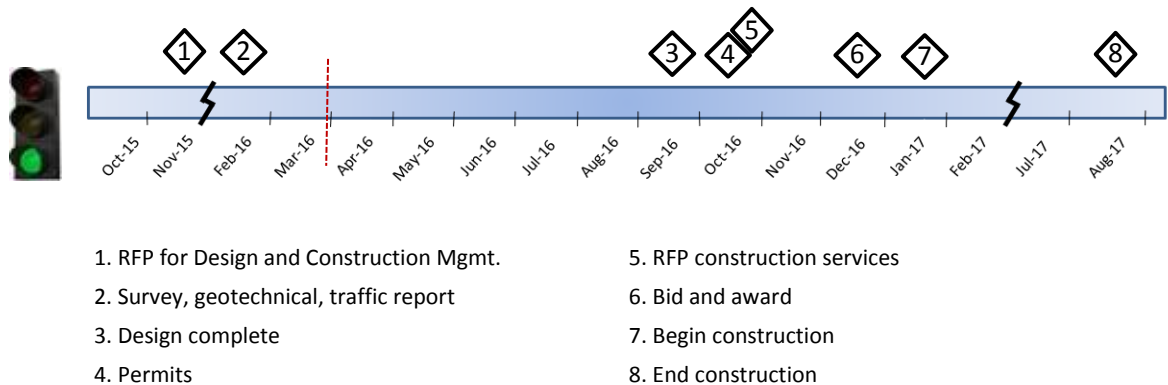 1
2
3
4
5
6
7
8
Oct-15
Nov-15
Feb-16
Mar-16
Apr-16
May-16
Jun-16
Jul-16
Aug-16
Sep-16
Oct-16
Nov-16
Dec-16
Jan-17
Feb-17
Jul-17
Aug-17
1. RFP for Design and Construction Mgmt.
2. Survey, geotechnical, traffic report
3. Design complete
4. Permits
5. RFP construction services
6. Bid and award
7. Begin construction
8. End construction